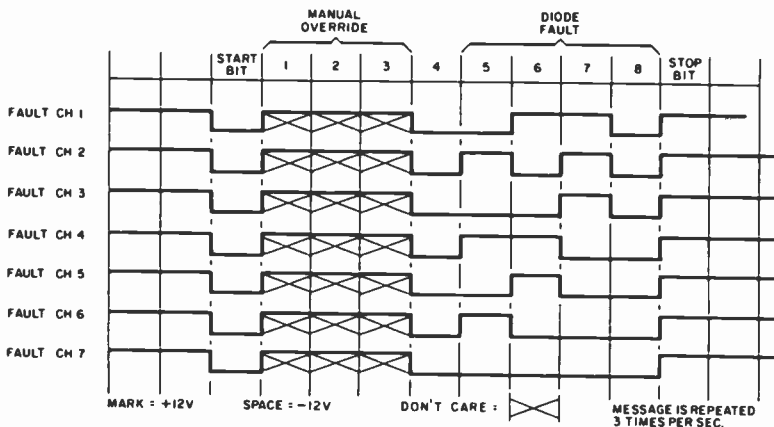 MANUAL
OVERRIDE
DIODE
FAULT
START
BIT
1 2 3 4 5 6 7 8
STOP
BIT
FAULT CH 1
FAULT CH 2
FAULT CH 3
FAULT CH 4
FAULT CH 5
FAULT CH 6
FAULT CH 7
MARK = +12V
SPACE = -12V
DON'T CARE =
MESSAGE IS REPEATED
3 TIMES PER SEC.